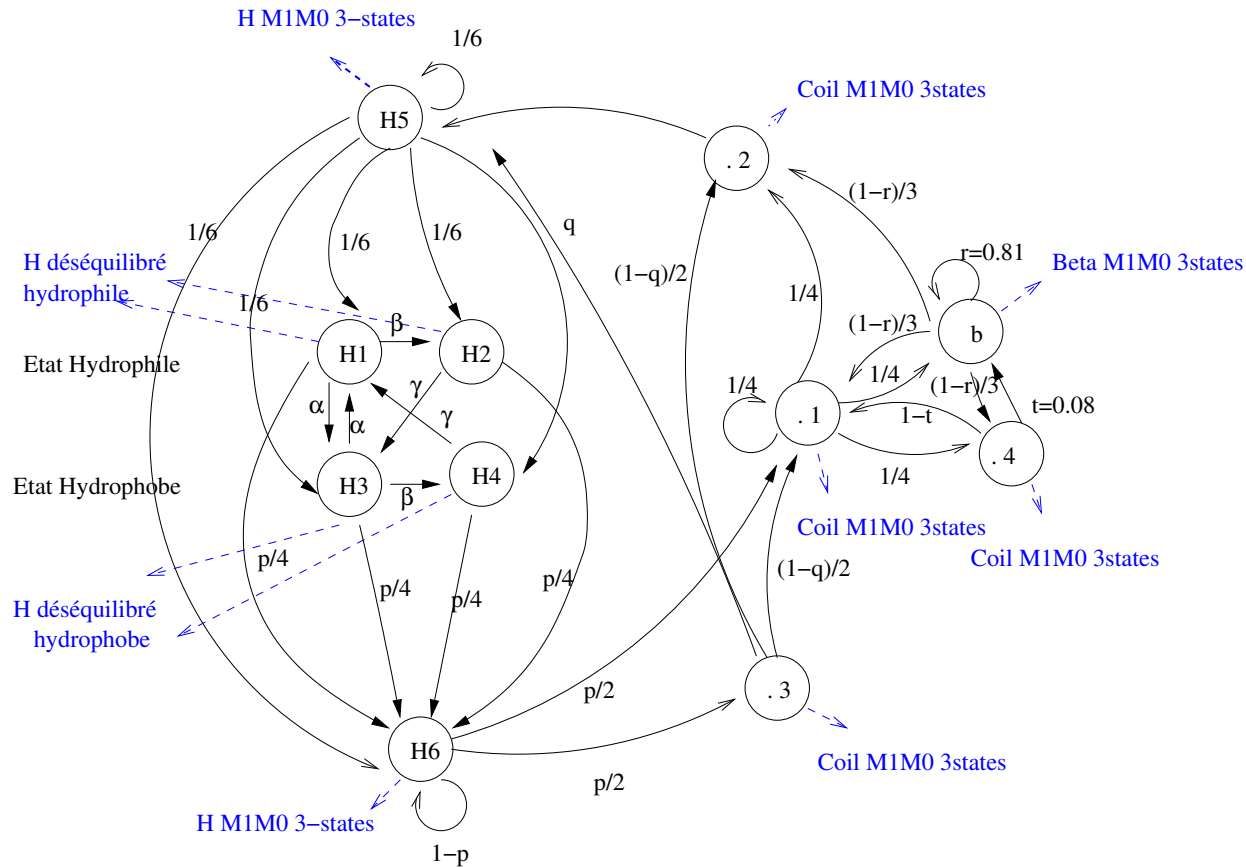 H M1M0 3−states
1/6
Coil M1M0 3states
H5
. 2
(1−r)/3
1/6
1/6
1/6
q
H déséquilibré
hydrophile
(1−q)/2
r=0.81
Beta M1M0 3states
1/6
1/4
β
(1−r)/3
b
Etat Hydrophile
H1
H2
1/4
1/4
(1−r)/3
α
α
γ
γ
1−t
t=0.08
. 1
. 4
Etat Hydrophobe
H3
β
H4
1/4
Coil M1M0 3states
Coil M1M0 3states
p/4
p/4
p/4
p/4
(1−q)/2
H déséquilibré
hydrophobe
p/2
. 3
H6
p/2
Coil M1M0 3states
H M1M0 3−states
1−p